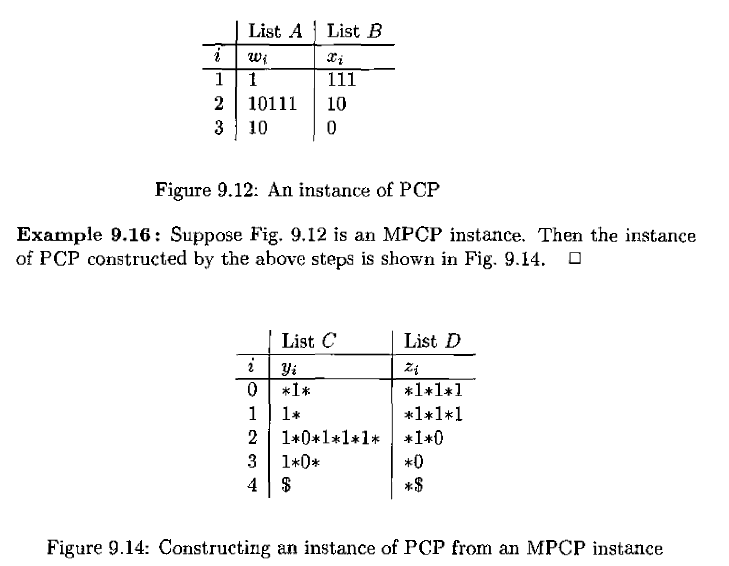 List A List B
i wi xi
1 1 111
2 10111 10
3 10 0
Figure 9.12: An instance of PCP
Example 9.16: Suppose Fig. 9.12 is an MPCP instance. Then the instance
of PCP constructed by the above steps is shown in Fig. 9.14. □
List C List D
i yi zi
0 *1* *1*1*1
1 1* *1*1*1
2 1*0*1*1*1* *1*0
3 1*0* *0
4 $ *$
Figure 9.14: Constructing an instance of PCP from an MPCP instance